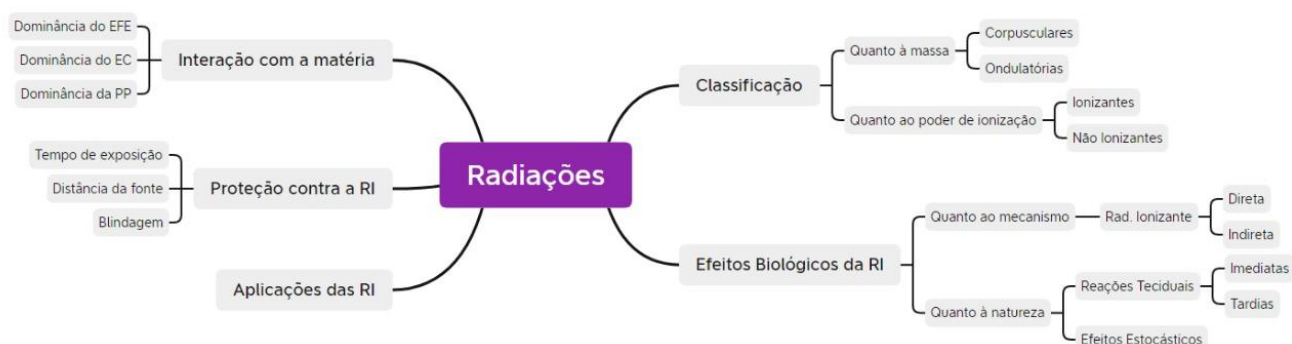 Radiações
Interação com a matéria
Dominância do EFE
Dominância do EC
Dominância da PP
Proteção contra a RI
Tempo de exposição
Distância da fonte
Blindagem
Aplicações das RI
Classificação
Quanto à massa
Corpusculares
Ondulatórias
Quanto ao poder de ionização
Ionizantes
Não Ionizantes
Efeitos Biológicos da RI
Quanto ao mecanismo
Rad. Ionizante
Direta
Indireta
Quanto à natureza
Reações Teciduais
Imediatas
Tardias
Efeitos Estocásticos